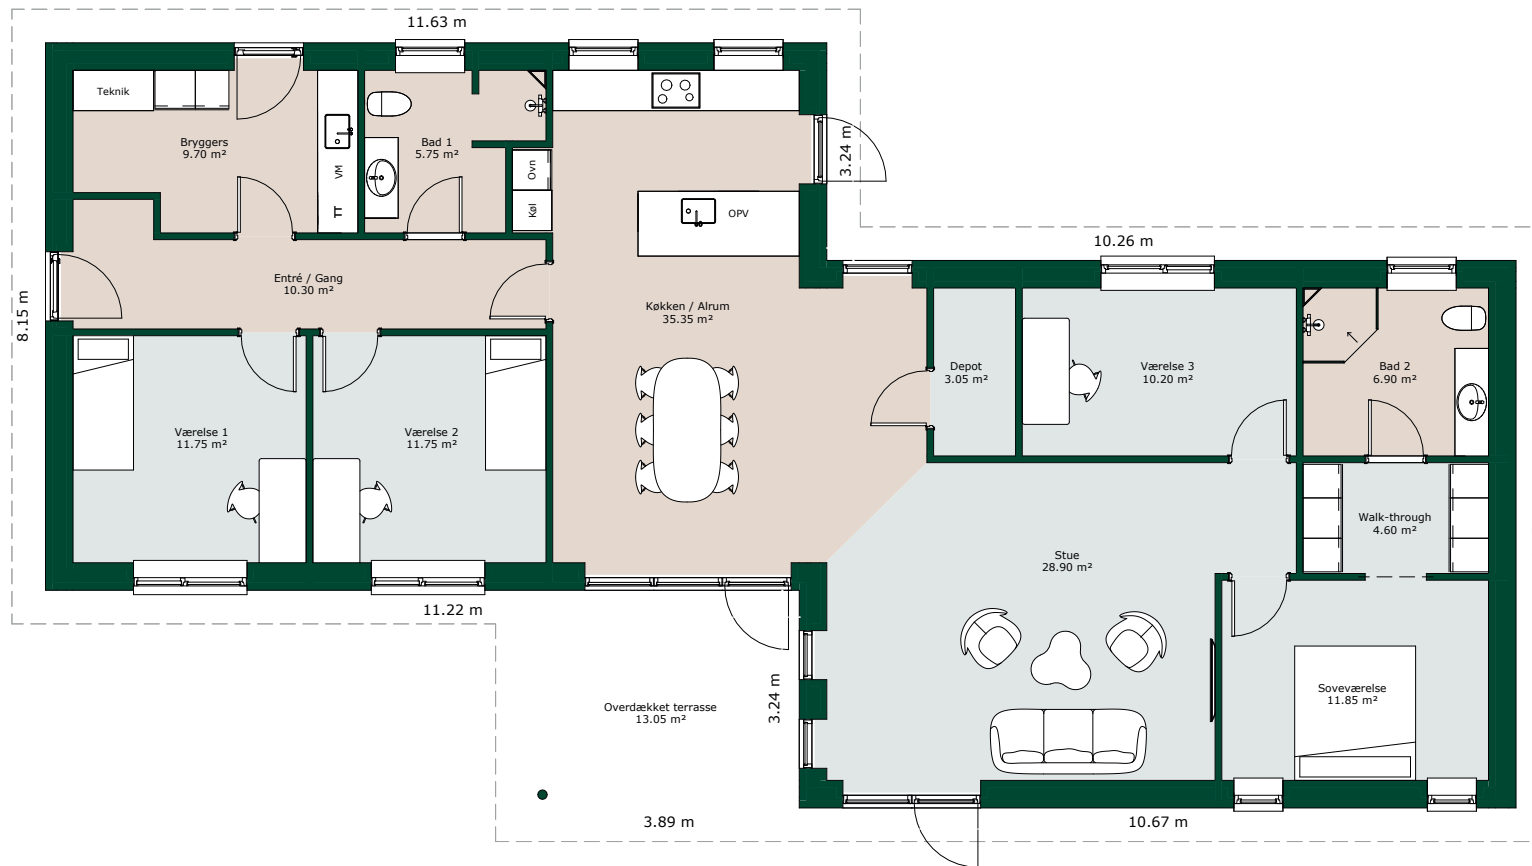 11.63 m
Teknik
Bryggers
9.70 m²
VM
TT
Bad 1
5.75 m²
Ovn
Køl
3.24 m
OPV
10.26 m
Entré / Gang
10.30 m²
Køkken / Alrum
35.35 m²
8.15 m
Depot
3.05 m²
Værelse 3
10.20 m²
Bad 2
6.90 m²
Værelse 1
11.75 m²
Værelse 2
11.75 m²
Walk-through
4.60 m²
Stue
28.90 m²
11.22 m
Overdækket terrasse
13.05 m²
3.24 m
Soveværelse
11.85 m²
3.89 m
10.67 m